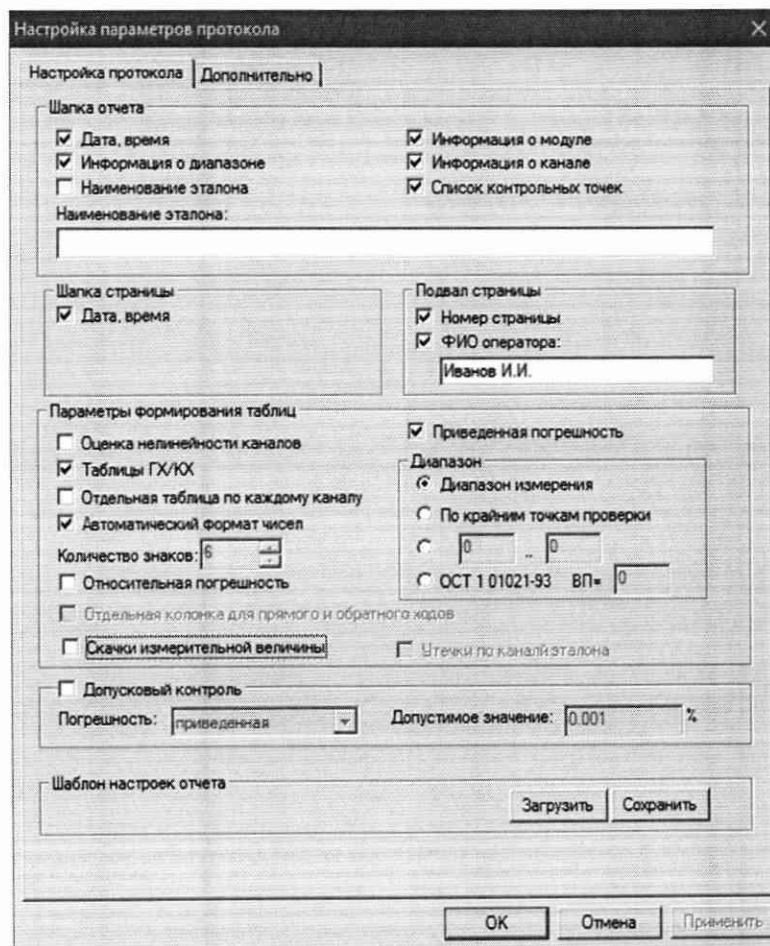 Настройка параметров протокола
Настройка протокола Дополнительно
Шапка отчета
Дата, время
Информация о модуле
Информация о диапазоне
Информация о канале
Наименование эталона
Список контрольных точек
Наименование эталона:
Шапка страницы
Дата, время
Подвал страницы
Номер страницы
ФИО оператора:
Иванов И.И.
Параметры формирования таблиц
Оценка нелинейности каналов
Таблицы ГХ/КХ
Отдельная таблица по каждому каналу
Автоматический формат чисел
Количество знаков: 6
Относительная погрешность
Приведенная погрешность
Диапазон
Диапазон измерения
По крайним точкам проверки
0 .. 0
ОСТ 1 01021-93 ВП= 0
Отдельная колонка для прямого и обратного ходов
Скачки измерительной величины
Утечки по каналй эталона
Допусковый контроль
Погрешность: приведенная Допустимое значение: 0.001 %
Шаблон настроек отчета
Загрузить Сохранить
OK Отмена Применить